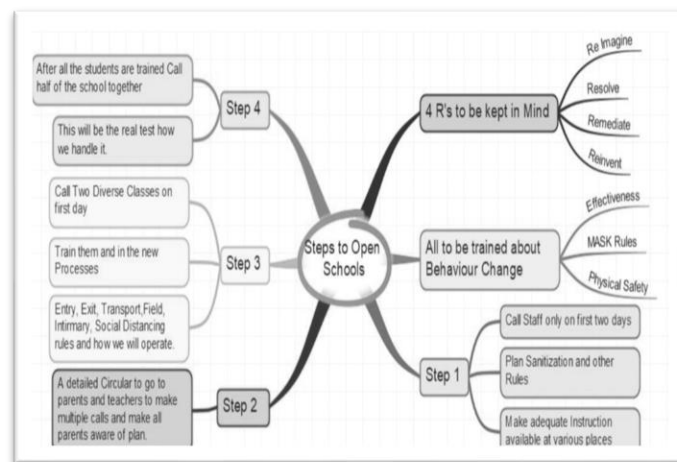 Steps to Open
Schools
4 R's to be kept in Mind
Re Imagine
Resolve
Remediate
Reinvent
All to be trained about
Behaviour Change
Effectiveness
MASK Rules
Physical Safety
Step 1
Call Staff only on first two days
Plan Sanitization and other
Rules
Make adequate Instruction
available at various places
Step 2
A detailed Circular to go to
parents and teachers to make
multiple calls and make all
parents aware of plan.
Step 3
Call Two Diverse Classes on
first day
Train them and in the new
Processes
Entry, Exit, Transport,Field,
Intirmary, Social Distancing
rules and how we will operate.
Step 4
After all the students are trained Call
half of the school together
This will be the real test how
we handle it.